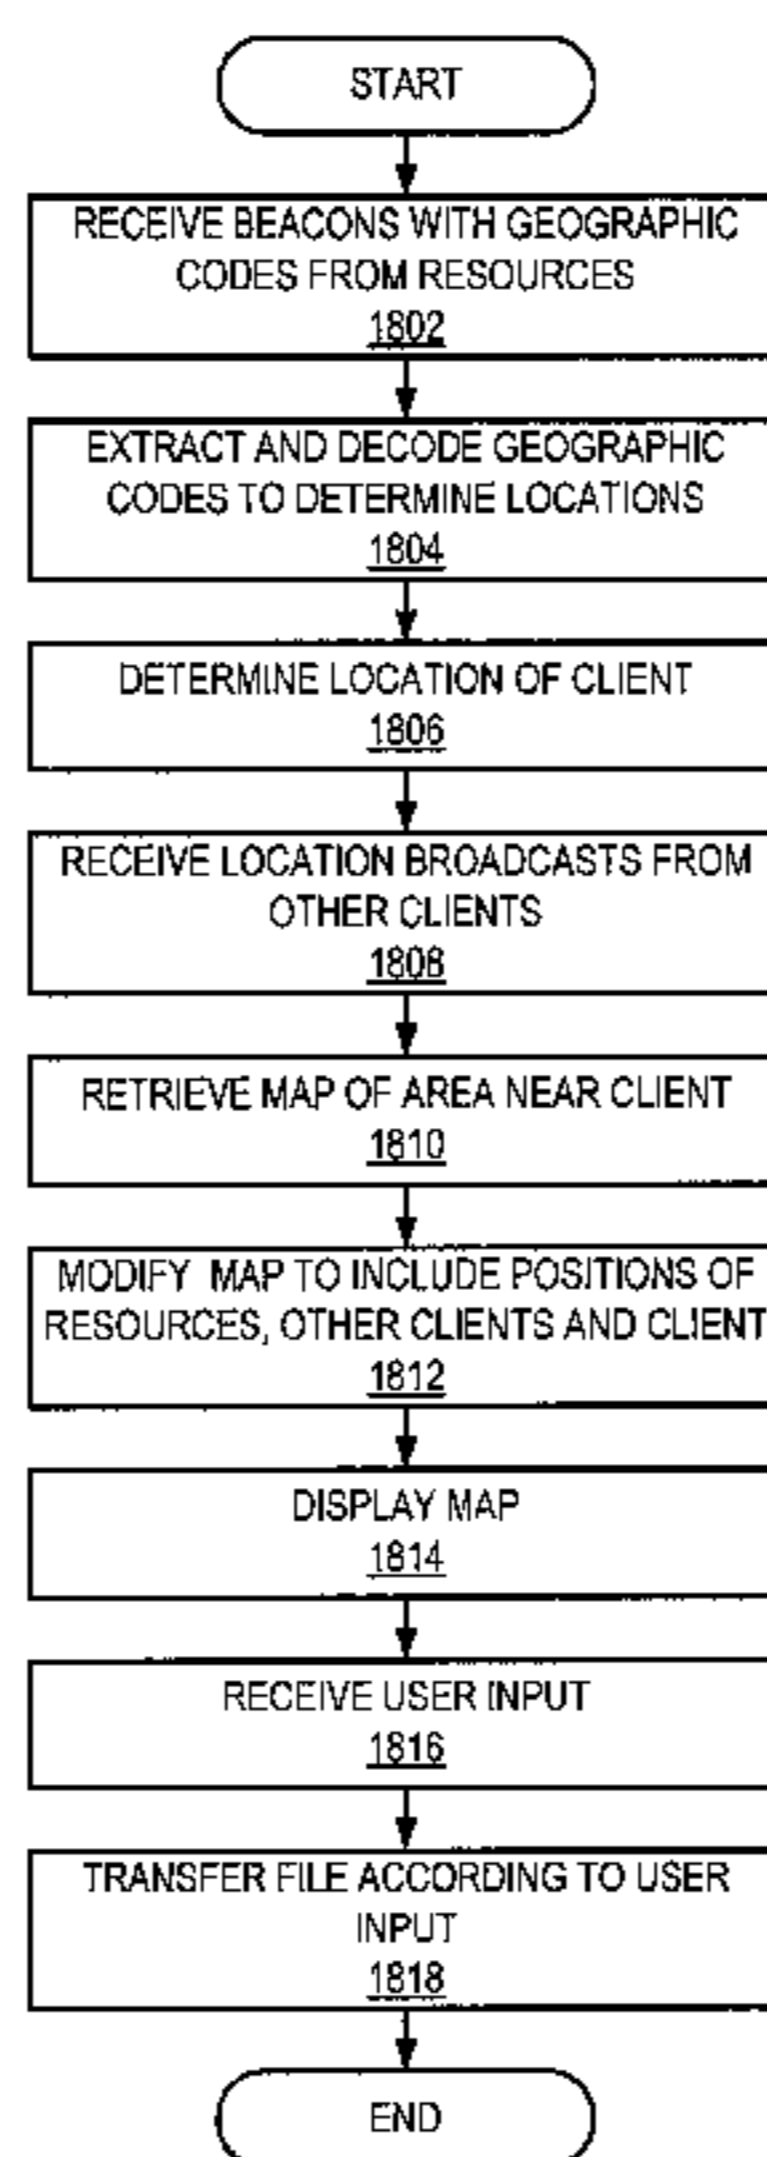 START
RECEIVE BEACONS WITH GEOGRAPHIC
CODES FROM RESOURCES
1802
EXTRACT AND DECODE GEOGRAPHIC
CODES TO DETERMINE LOCATIONS
1804
DETERMINE LOCATION OF CLIENT
1806
RECEIVE LOCATION BROADCASTS FROM
OTHER CLIENTS
1808
RETRIEVE MAP OF AREA NEAR CLIENT
1810
MODIFY MAP TO INCLUDE POSITIONS OF
RESOURCES, OTHER CLIENTS AND CLIENT
1812
DISPLAY MAP
1814
RECEIVE USER INPUT
1816
TRANSFER FILE ACCORDING TO USER
INPUT
1818
END